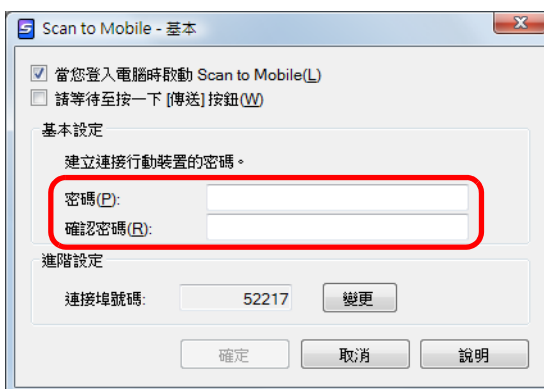 Scan to Mobile - 基本
當您登入電腦時啟動 Scan to Mobile(L)
請等待至按一下 [傳送] 按鈕(W)
基本設定
建立連接行動裝置的密碼。
密碼(P):
確認密碼(R):
進階設定
連接埠號碼: 52217 變更
確定 取消 說明